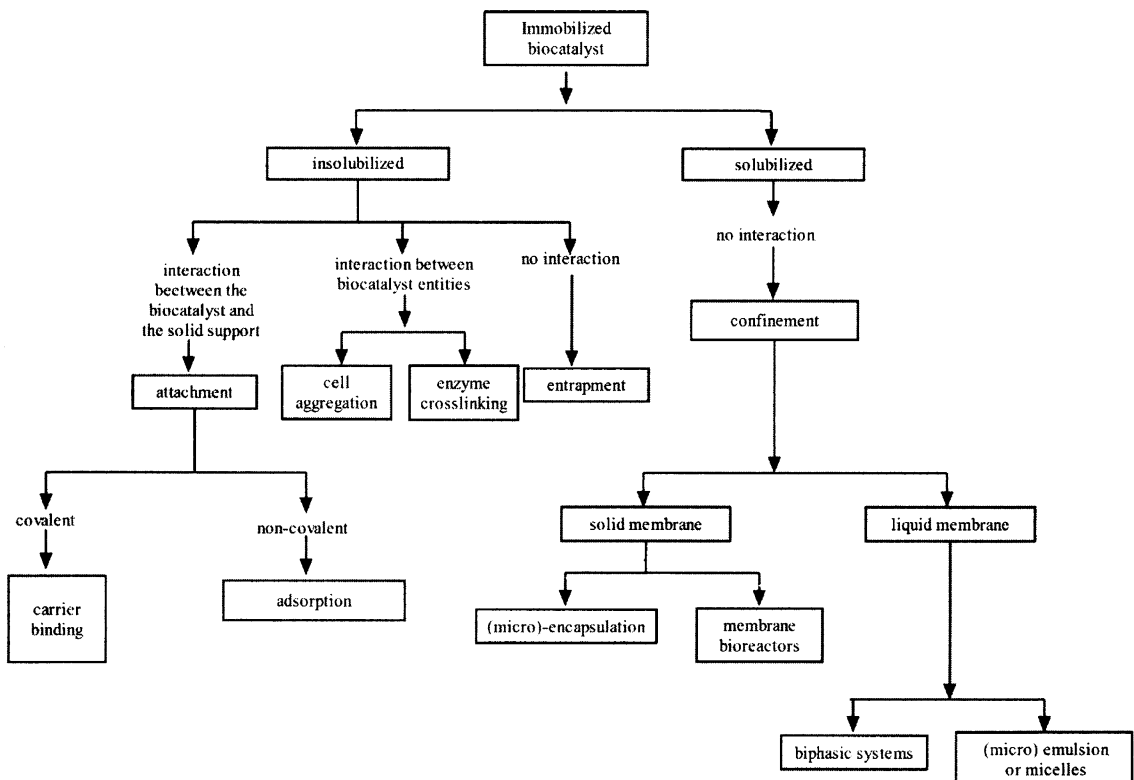 Immobilized
biocatalyst
insolubilized
solubilized
no interaction
interaction
beetween the
biocatalyst and
the solid support
interaction between
biocatalyst entities
no interaction
confinement
attachment
cell
aggregation
enzyme
crosslinking
entrapment
covalent
non-covalent
solid membrane
liquid membrane
carrier
binding
adsorption
(micro)-encapsulation
membrane
bioreactors
biphasic systems
(micro) emulsion
or micelles